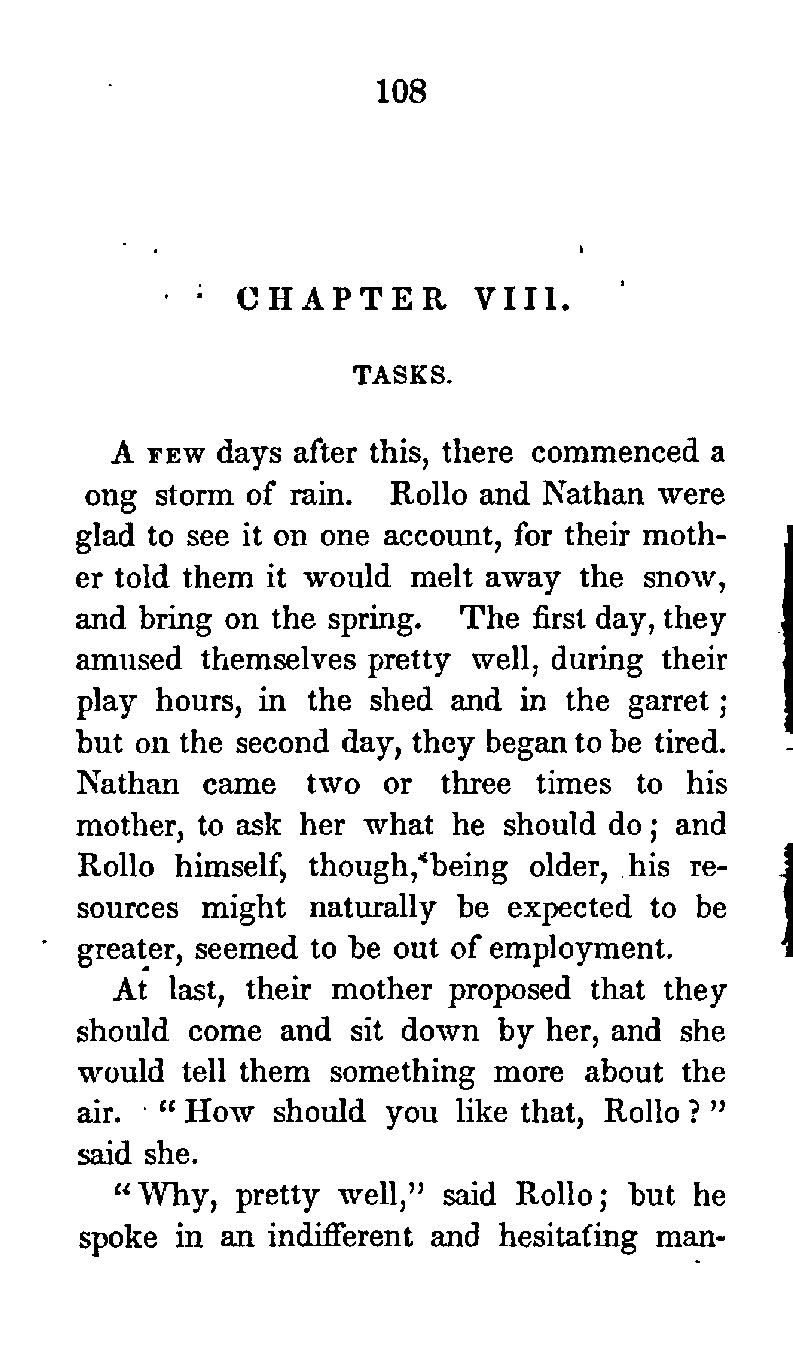 108
CHAPTER VIII.
TASKS.
A FEW days after this, there commenced a
ong storm of rain. Rollo and Nathan were
glad to see it on one account, for their moth-
er told them it would melt away the snow,
and bring on the spring. The first day, they
amused themselves pretty well, during their
play hours, in the shed and in the garret ;
but on the second day, they began to be tired.
Nathan came two or three times to his
mother, to ask her what he should do ; and
Rollo himself, though, being older, his re-
sources might naturally be expected to be
greater, seemed to be out of employment.
At last, their mother proposed that they
should come and sit down by her, and she
would tell them something more about the
air. "How should you like that, Rollo ? "
said she.
"Why, pretty well," said Rollo; but he
spoke in an indifferent and hesitating man-